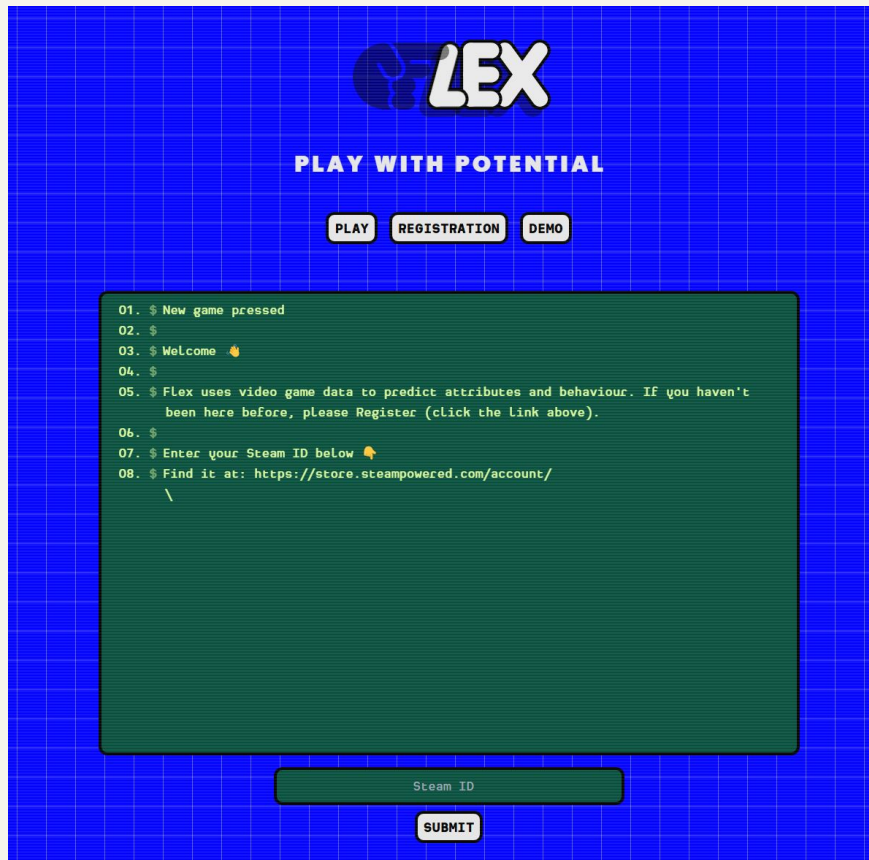 FLEX
PLAY WITH POTENTIAL
PLAY REGISTRATION DEMO
01. $ New game pressed
02. $
03. $ Welcome 👋
04. $
05. $ Flex uses video game data to predict attributes and behaviour. If you haven't
been here before, please Register (click the Link above).
06. $
07. $ Enter your Steam ID below 👇
08. $ Find it at: https://store.steampowered.com/account/
\
Steam ID
SUBMIT